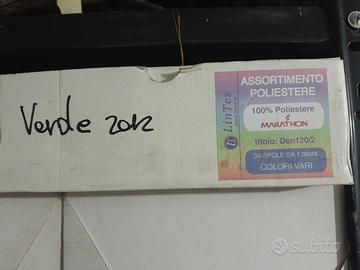 Verde 2012
LinTes
ASSORTIMENTO
POLIESTERE
100% Poliestere
MARATHON
titolo: Den120/2
30 SPOLE DA 1.000M
COLORI VARI
subito